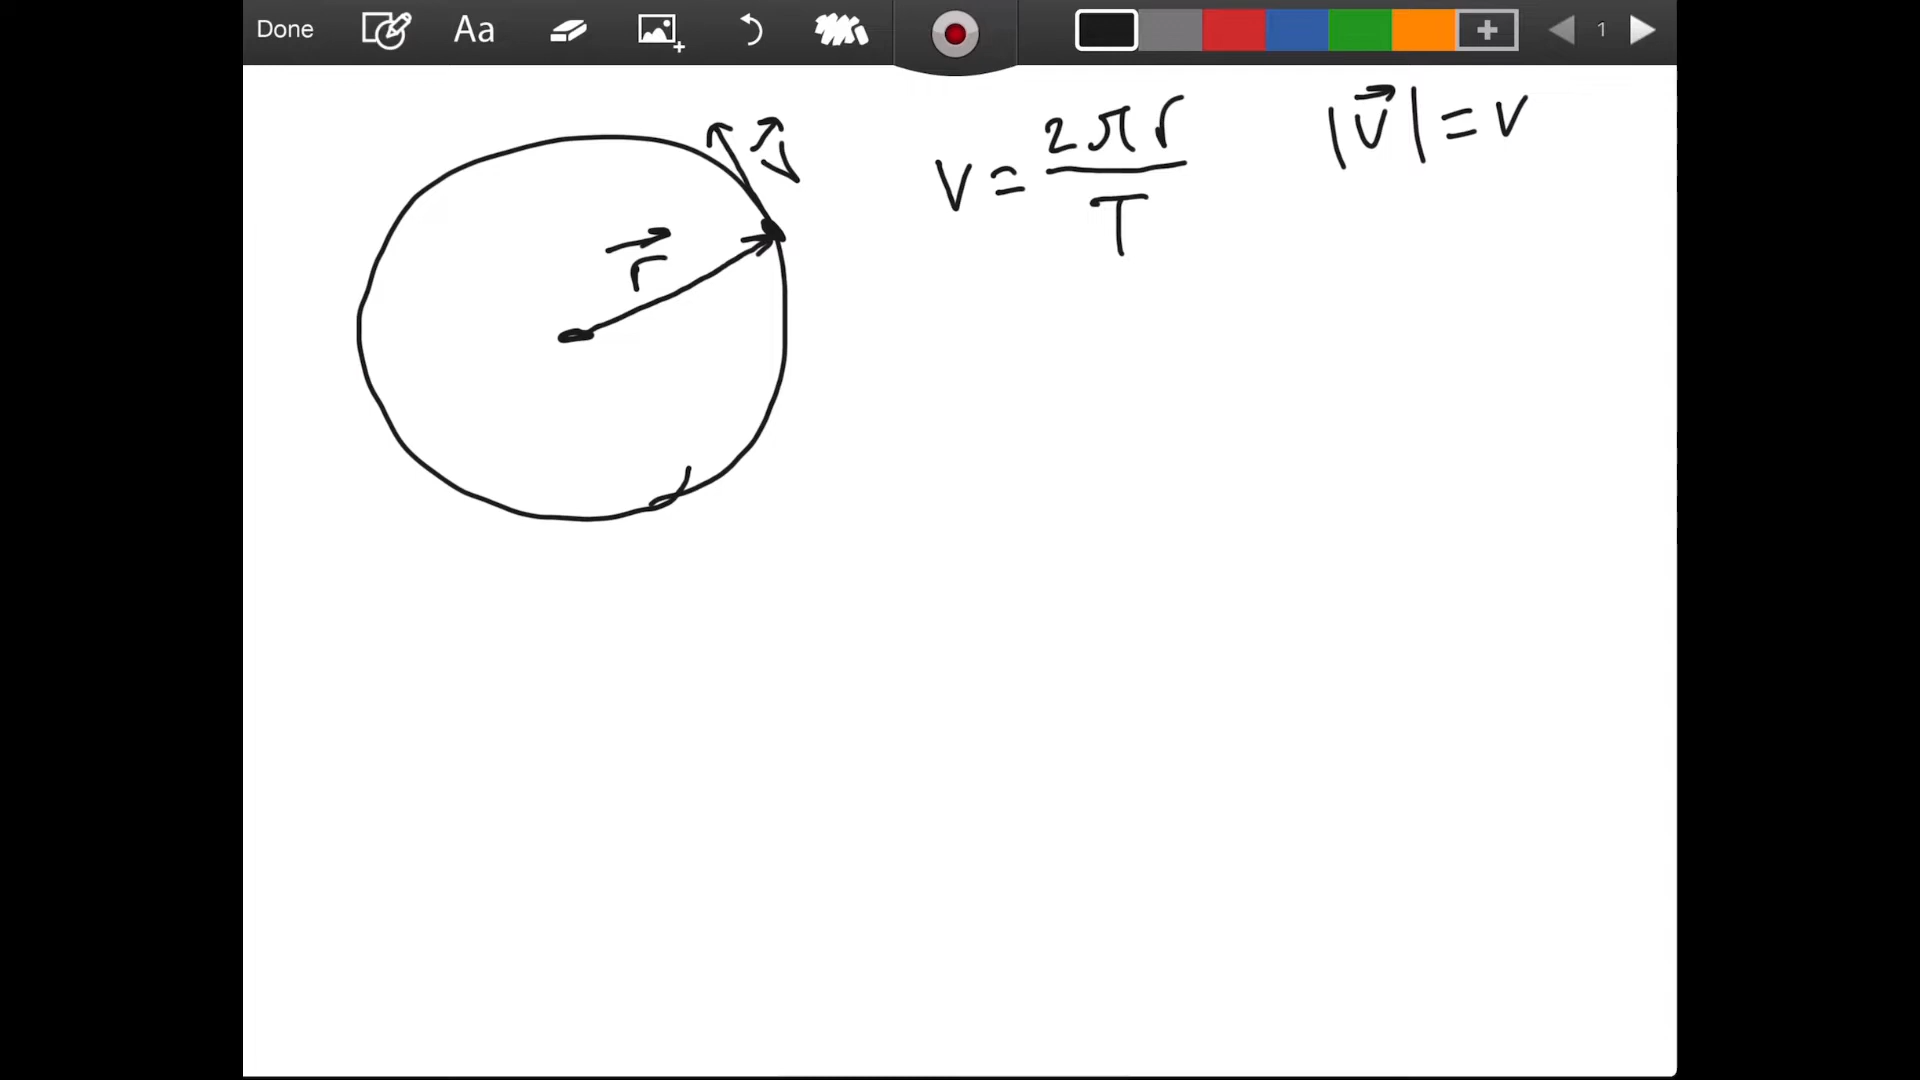 Done Aa 1
v⃗
r⃗
v = 2πr / T
|v⃗| = v